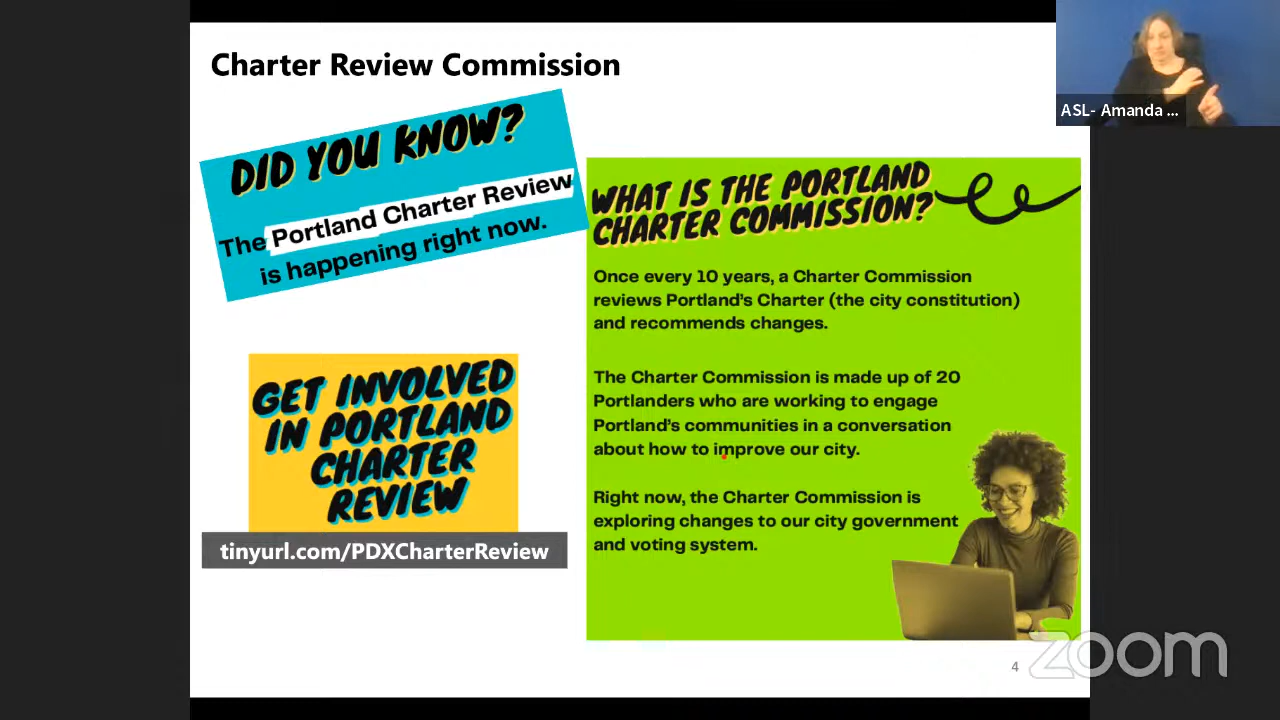 Charter Review Commission
DID YOU KNOW?
The Portland Charter Review
is happening right now.
GET INVOLVED
IN PORTLAND
CHARTER
REVIEW
tinyurl.com/PDXCharterReview
WHAT IS THE PORTLAND
CHARTER COMMISSION?
Once every 10 years, a Charter Commission
reviews Portland's Charter (the city constitution)
and recommends changes.
The Charter Commission is made up of 20
Portlanders who are working to engage
Portland's communities in a conversation
about how to improve our city.
Right now, the Charter Commission is
exploring changes to our city government
and voting system.
4
ASL- Amanda ...
zoom